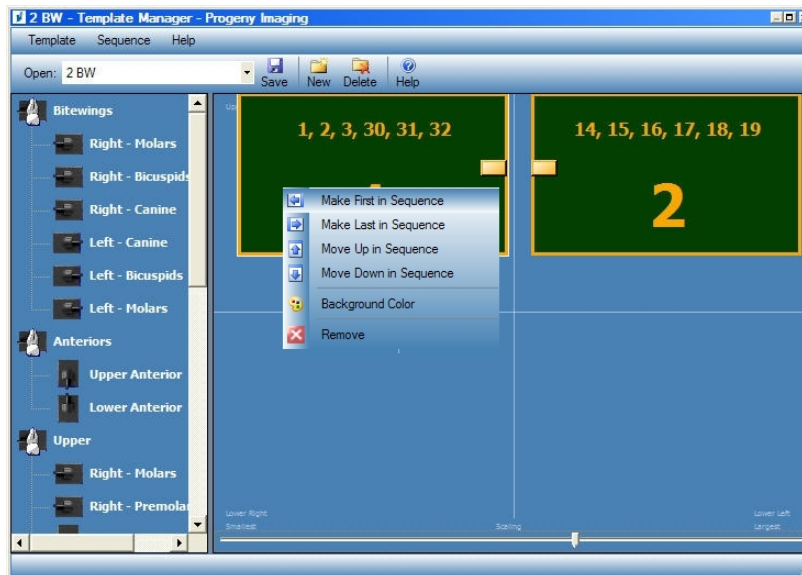 2 BW - Template Manager - Progeny Imaging
Template Sequence Help
Open: 2 BW
Save New Delete Help
Bitewings
Right - Molars
Right - Bicuspids
Right - Canine
Left - Canine
Left - Bicuspids
Left - Molars
Anteriors
Upper Anterior
Lower Anterior
Upper
Right - Molars
Right - Premolar
1, 2, 3, 30, 31, 32
14, 15, 16, 17, 18, 19
2
Make First in Sequence
Make Last in Sequence
Move Up in Sequence
Move Down in Sequence
Background Color
Remove
Lower Right
Lower Left
Smallest
Scaling
Largest